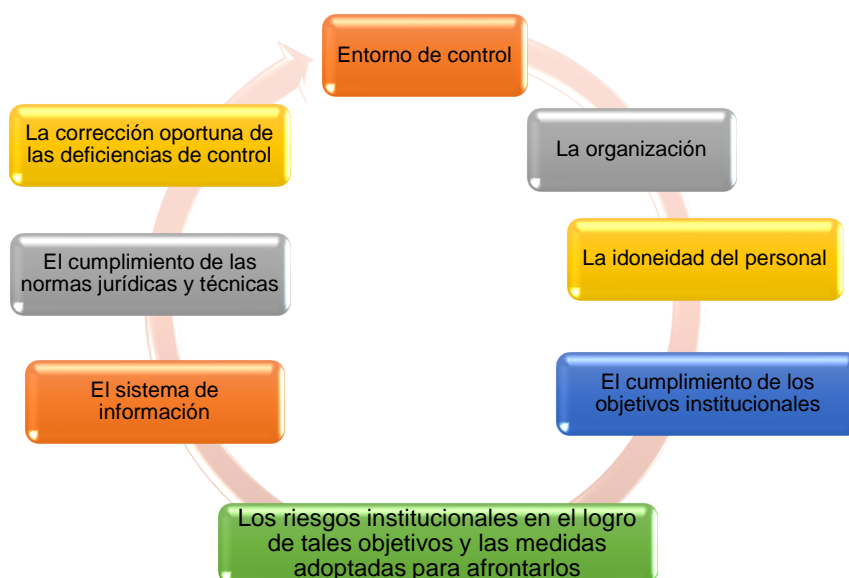 Entorno de control
La organización
La idoneidad del personal
El cumplimiento de los
objetivos institucionales
Los riesgos institucionales en el logro
de tales objetivos y las medidas
adoptadas para afrontarlos
El sistema de
información
El cumplimiento de las
normas jurídicas y técnicas
La corrección oportuna de
las deficiencias de control